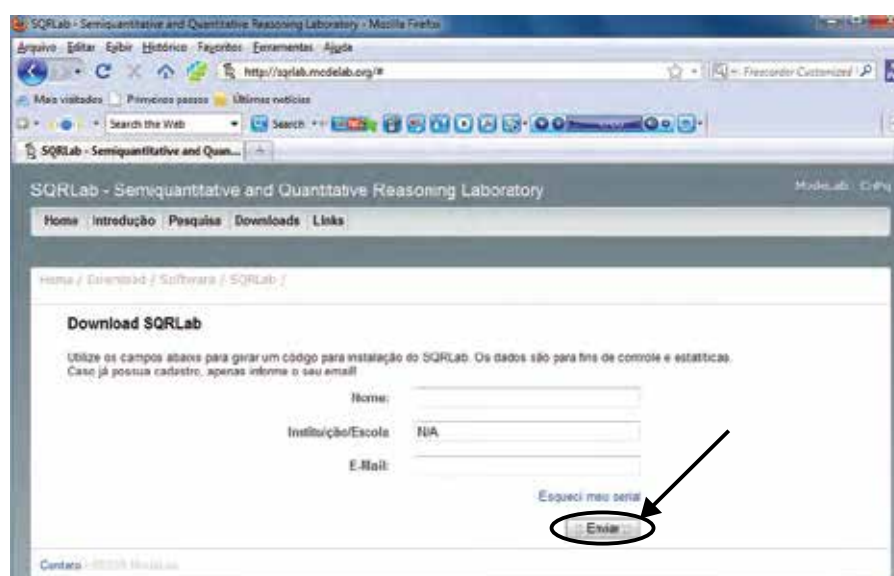 SQRLab - Semiquantitative and Quantitative Reasoning Laboratory - Mozilla Firefox
Arquivo Editar Exibir Histórico Favoritos Ferramentas Ajuda
http://sqrlab.modelab.org/#
Freecorder Customized
Mais visitados Primeiros passos Últimas notícias
Search the Web Search
SQRLab - Semiquantitative and Quan...
SQRLab - Semiquantitative and Quantitative Reasoning Laboratory
ModeLab CNPq
Home Introdução Pesquisa Downloads Links
Home / Download / Software / SQRLab /
Download SQRLab
Utilize os campos abaixo para gerar um código para instalação do SQRLab. Os dados são para fins de controle e estatíticas.
Caso já possua cadastro, apenas informe o seu email!
Nome:
Instituição/Escola N/A
E-Mail:
Esqueci meu serial
Enviar
Contato